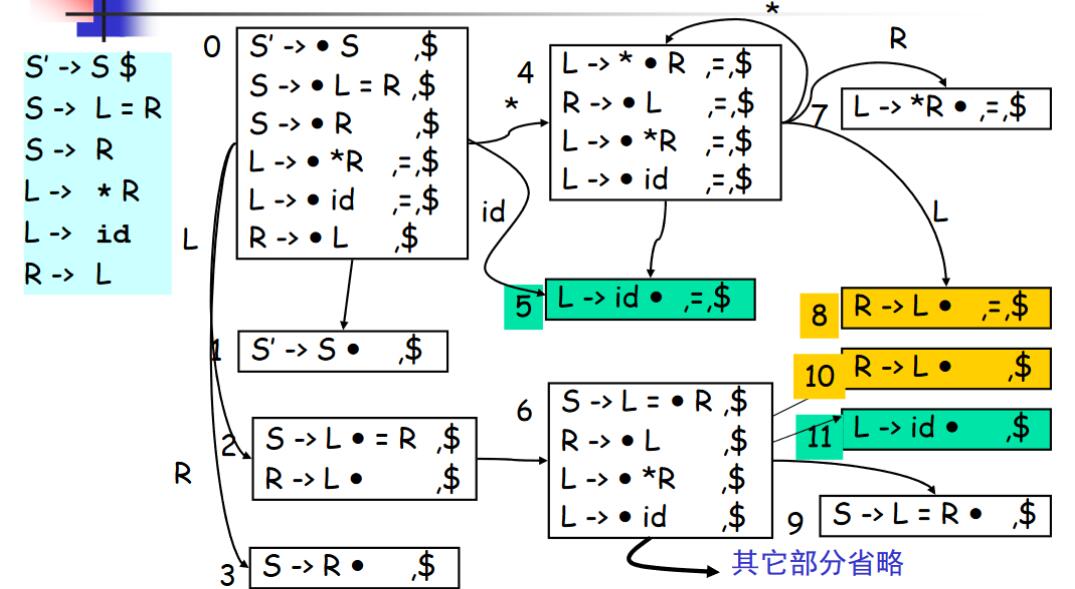 S' -> S $
S -> L = R
S -> R
L -> * R
L -> id
R -> L
0
S' -> • S ,$
S -> • L = R ,$
S -> • R ,$
L -> • *R ,=,$
L -> • id ,=,$
R -> • L ,$
*
4
L -> * • R ,=,$
R -> • L ,=,$
L -> • *R ,=,$
L -> • id ,=,$
*
R
7
L -> *R • ,=,$
L
id
L
5
L -> id • ,=,$
8
R -> L • ,=,$
1
S' -> S • ,$
10
R -> L • ,$
11
L -> id • ,$
2
S -> L • = R ,$
R -> L • ,$
6
S -> L = • R ,$
R -> • L ,$
L -> • *R ,$
L -> • id ,$
R
9
S -> L = R • ,$
3
S -> R • ,$
其它部分省略